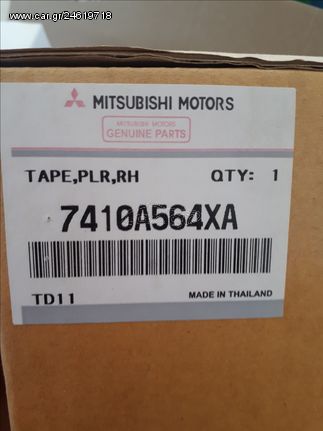 www.car.gr/24619718
MITSUBISHI MOTORS
MITSUBISHI MOTORS
GENUINE PARTS
TAPE,PLR,RH QTY: 1
7410A564XA
TD11 MADE IN THAILAND